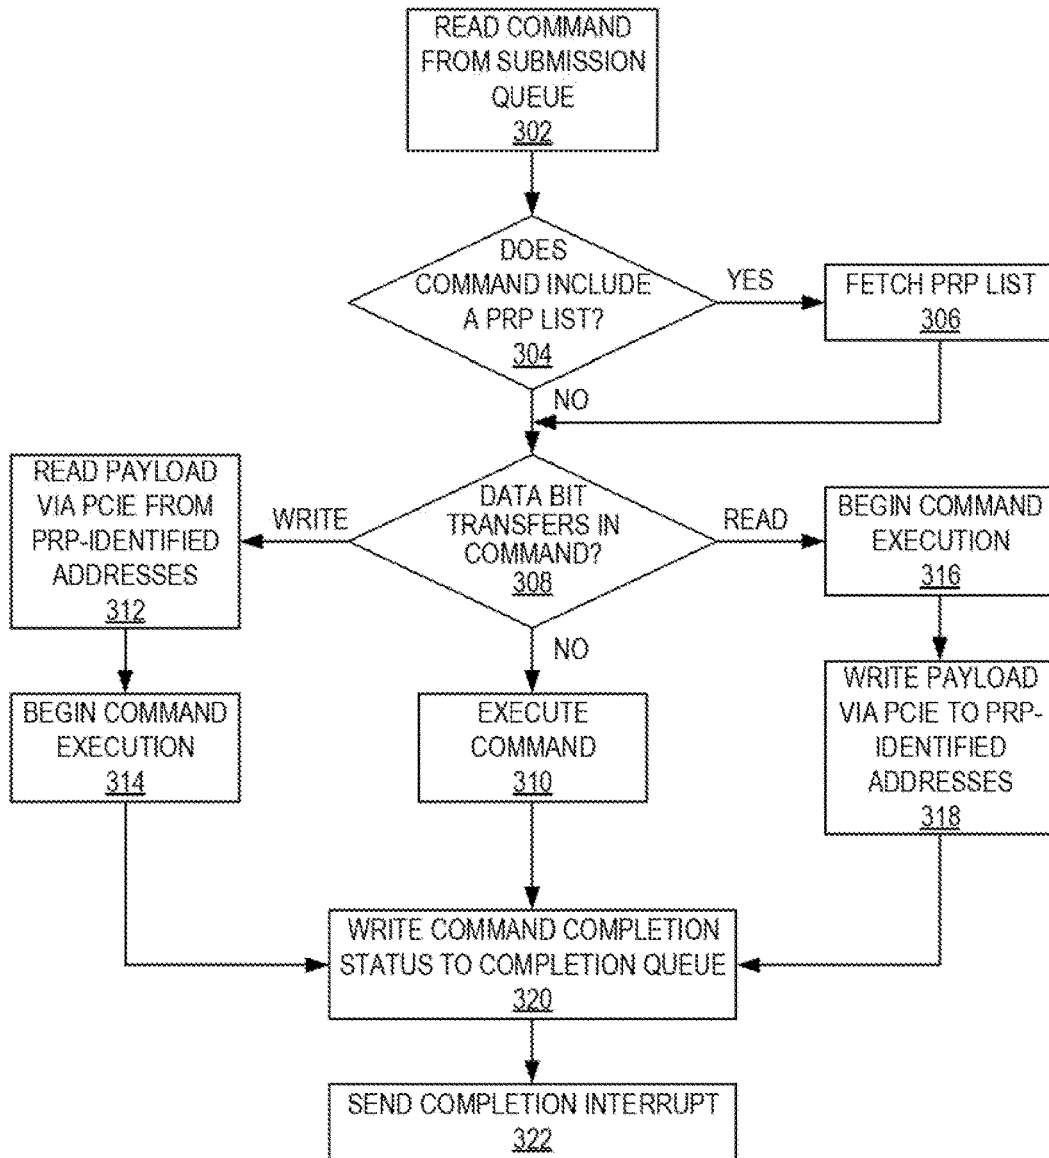 READ COMMAND
FROM SUBMISSION
QUEUE
302
DOES
COMMAND INCLUDE
A PRP LIST?
304
YES
FETCH PRP LIST
306
NO
READ PAYLOAD
VIA PCIE FROM
PRP-IDENTIFIED
ADDRESSES
312
WRITE
DATA BIT
TRANSFERS IN
COMMAND?
308
READ
BEGIN COMMAND
EXECUTION
316
NO
BEGIN COMMAND
EXECUTION
314
EXECUTE
COMMAND
310
WRITE PAYLOAD
VIA PCIE TO PRP-
IDENTIFIED
ADDRESSES
318
WRITE COMMAND COMPLETION
STATUS TO COMPLETION QUEUE
320
SEND COMPLETION INTERRUPT
322